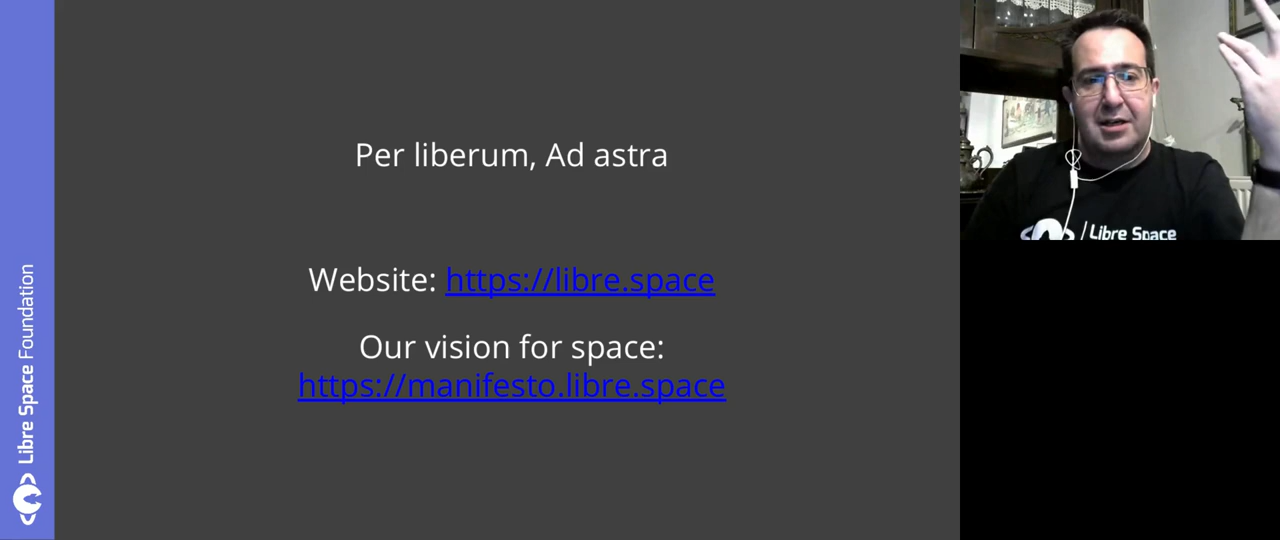 Per liberum, Ad astra
Website: https://libre.space
Our vision for space:
https://manifesto.libre.space
Libre Space Foundation
Libre Space